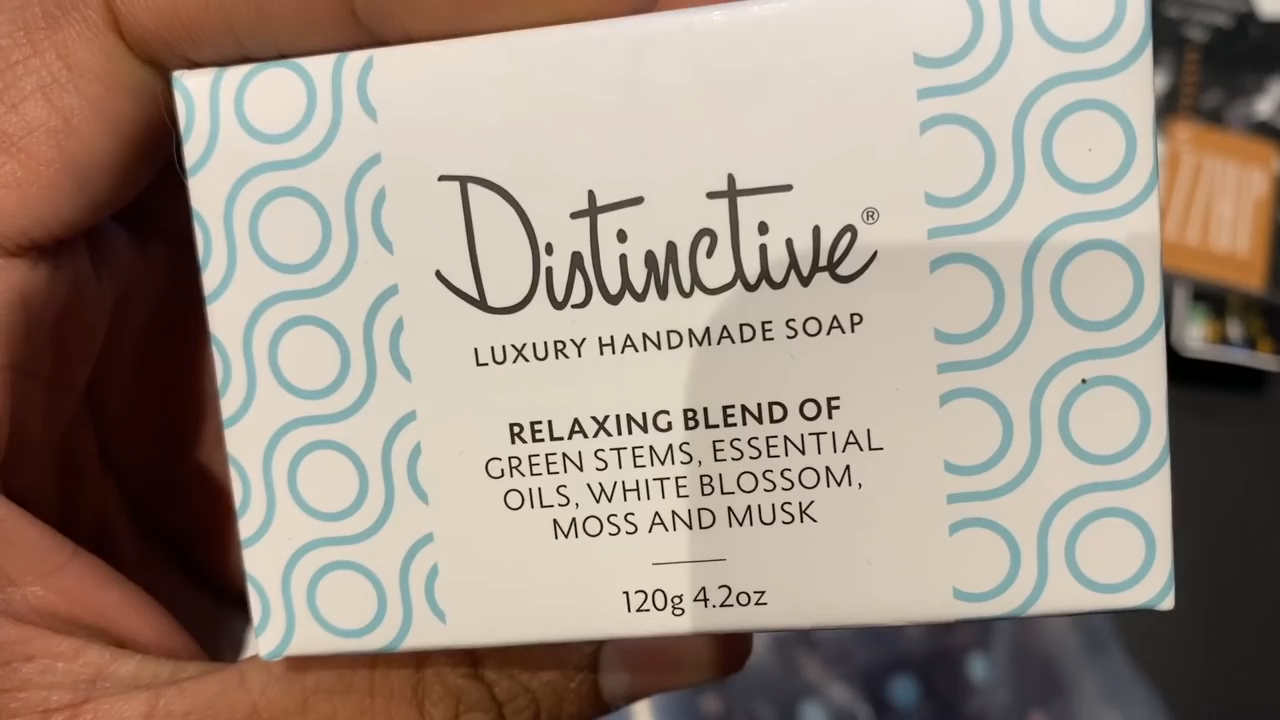 Distinctive®
LUXURY HANDMADE SOAP
RELAXING BLEND OF
GREEN STEMS, ESSENTIAL
OILS, WHITE BLOSSOM,
MOSS AND MUSK
120g 4.2oz